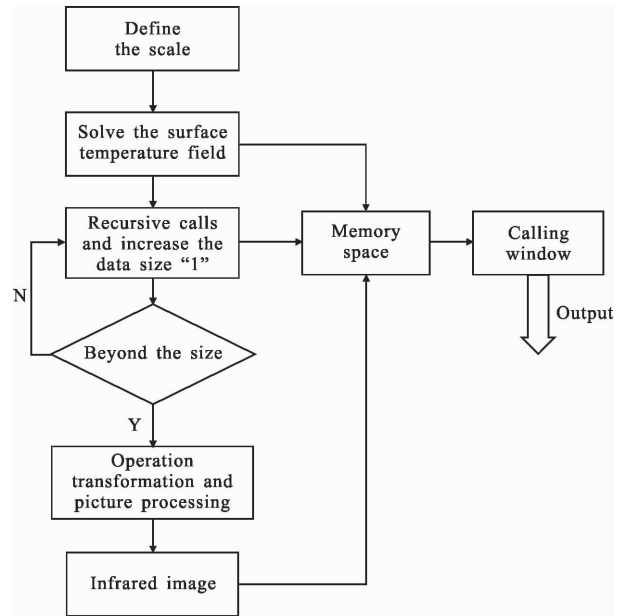 Define
the scale
Solve the surface
temperature field
Recursive calls
and increase the
data size “1”
Memory
space
Calling
window
N
Output
Beyond the size
Y
Operation
transformation and
picture processing
Infrared image